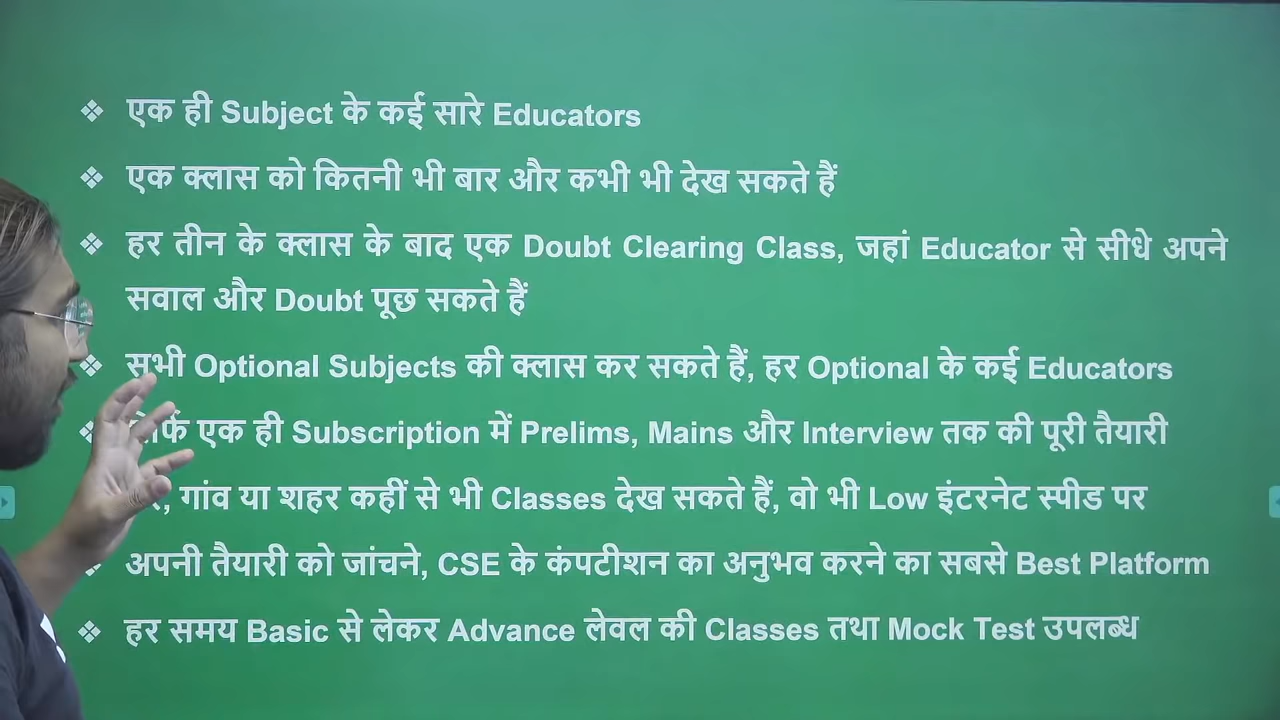 ❖ एक ही Subject के कई सारे Educators
❖ एक क्लास को कितनी भी बार और कभी भी देख सकते हैं
❖ हर तीन के क्लास के बाद एक Doubt Clearing Class, जहां Educator से सीधे अपने
सवाल और Doubt पूछ सकते हैं
❖ सभी Optional Subjects की क्लास कर सकते हैं, हर Optional के कई Educators
❖ एक ही Subscription में Prelims, Mains और Interview तक की पूरी तैयारी
, गांव या शहर कहीं से भी Classes देख सकते हैं, वो भी Low इंटरनेट स्पीड पर
अपनी तैयारी को जांचने, CSE के कंपटीशन का अनुभव करने का सबसे Best Platform
❖ हर समय Basic से लेकर Advance लेवल की Classes तथा Mock Test उपलब्ध